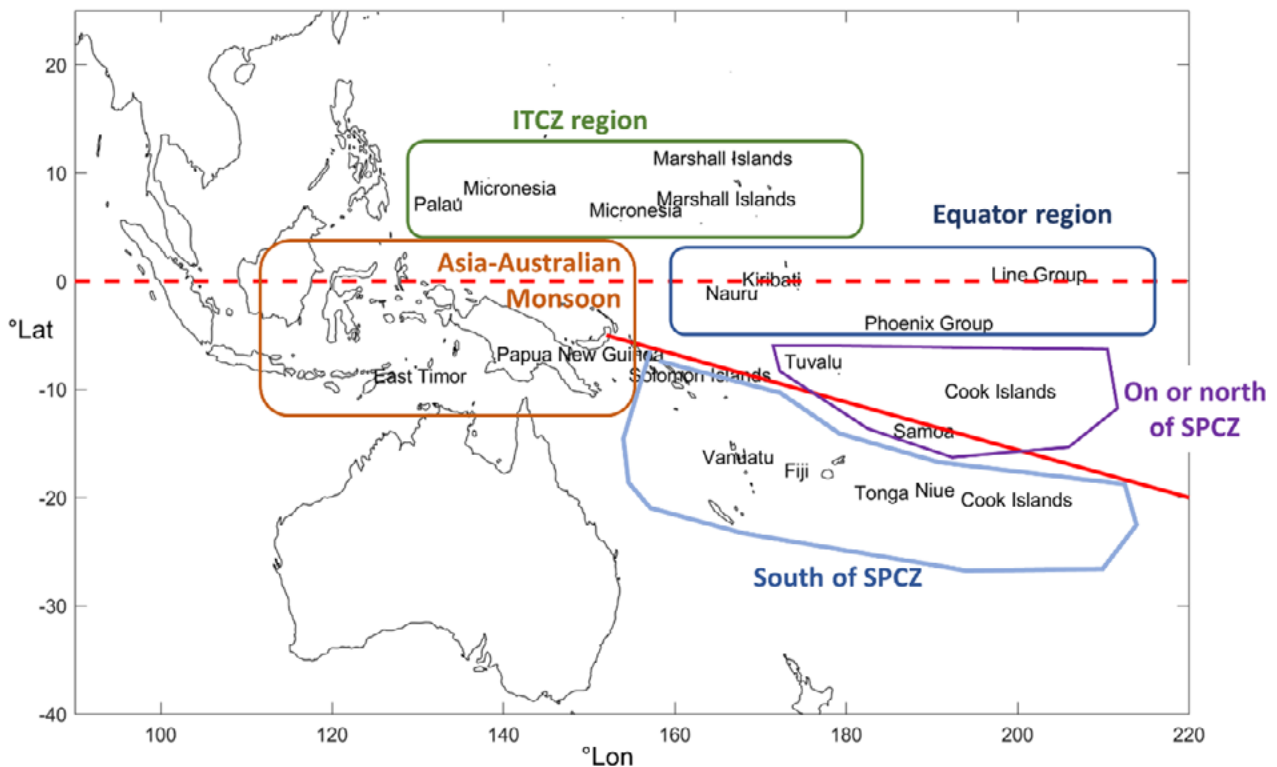 20
ITCZ region
Marshall Islands
10
Micronesia
Palau
Marshall Islands
Micronesia
Equator region
Asia-Australian
Monsoon
0
Kiribati
Line Group
Nauru
°Lat
Phoenix Group
Papua New Guinea
Tuvalu
East Timor
Solomon Islands
-10
Cook Islands
On or north
of SPCZ
Samoa
Vanuatu
Fiji
-20
Tonga
Niue
Cook Islands
South of SPCZ
-30
-40
100
120
140
160
180
200
220
°Lon